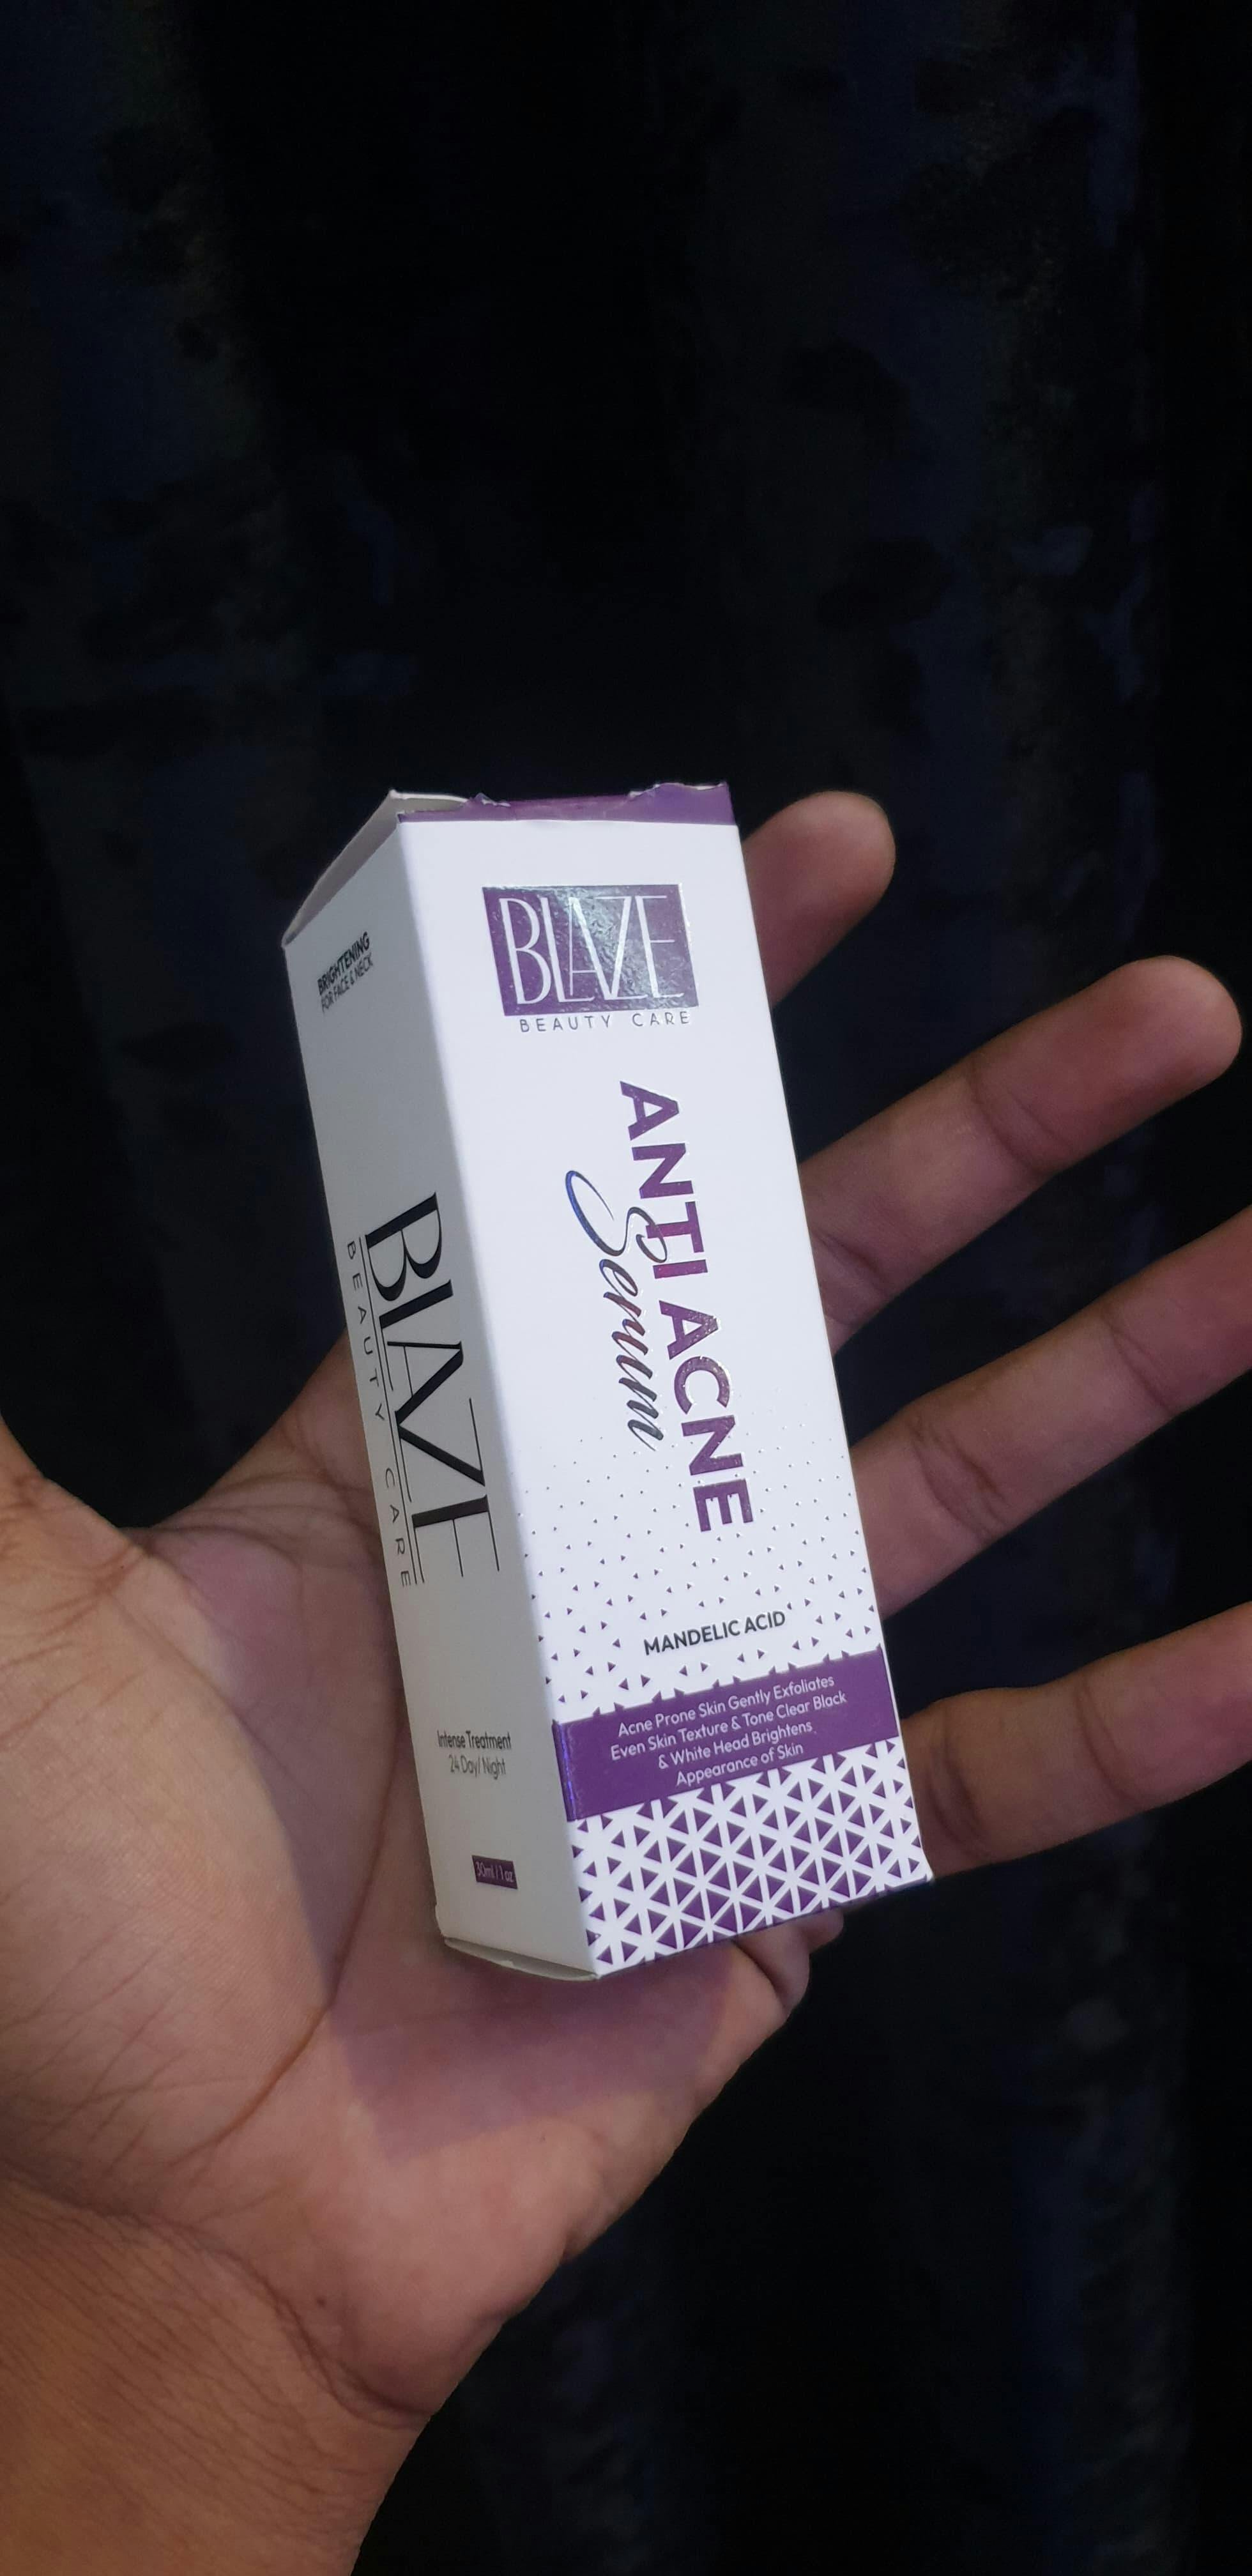 BLAZE
BEAUTY CARE
ANTI ACNE
Serum
MANDELIC ACID
Acne Prone Skin Gently Exfoliates
Even Skin Texture & Tone Clear Black
& White Head Brightens
Appearance of Skin
BRIGHTENING
FOR FACE & NECK
BLAZE
BEAUTY CARE
Intense Treatment
24 Day/Night
30ml / 1 oz